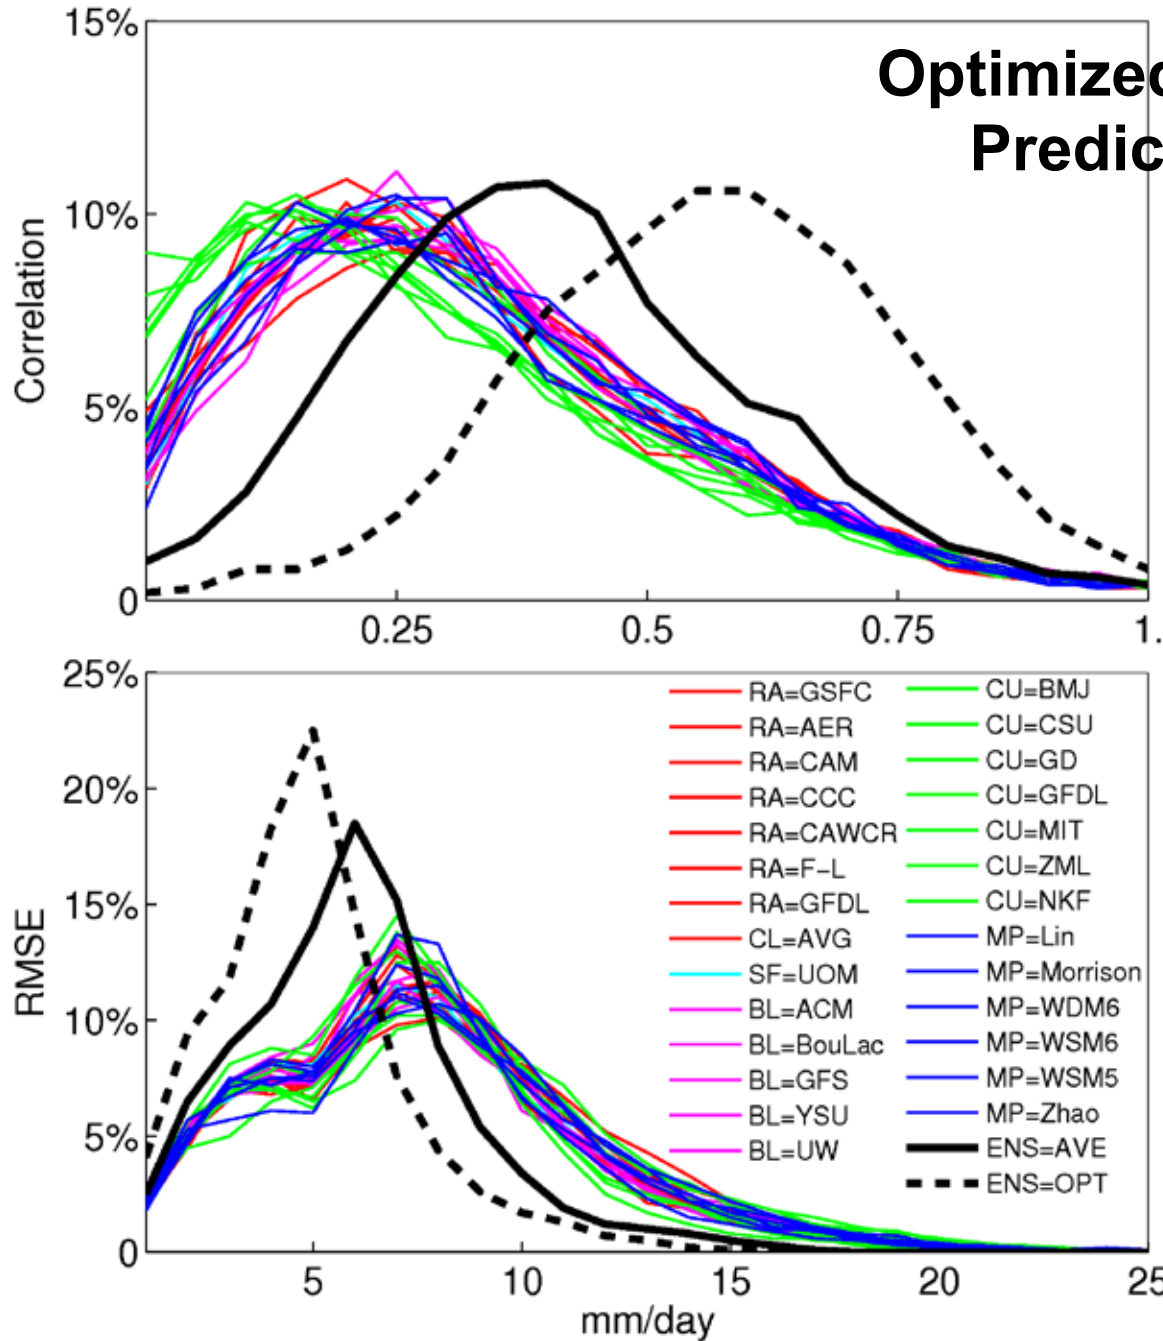 15%
Optimized
Predic
10%
Correlation
5%
0
0.25 0.5 0.75 1.
25%
RA=GSFC CU=BMJ
RA=AER CU=CSU
RA=CAM CU=GD
20%
RA=CCC CU=GFDL
RA=CAWCR CU=MIT
RA=F-L CU=ZML
15%
RA=GFDL CU=NKF
CL=AVG MP=Lin
RMSE
SF=UOM MP=Morrison
BL=ACM MP=WDM6
10%
BL=BouLac MP=WSM6
BL=GFS MP=WSM5
BL=YSU MP=Zhao
5%
BL=UW ENS=AVE
ENS=OPT
0
5 10 15 20 25
mm/day